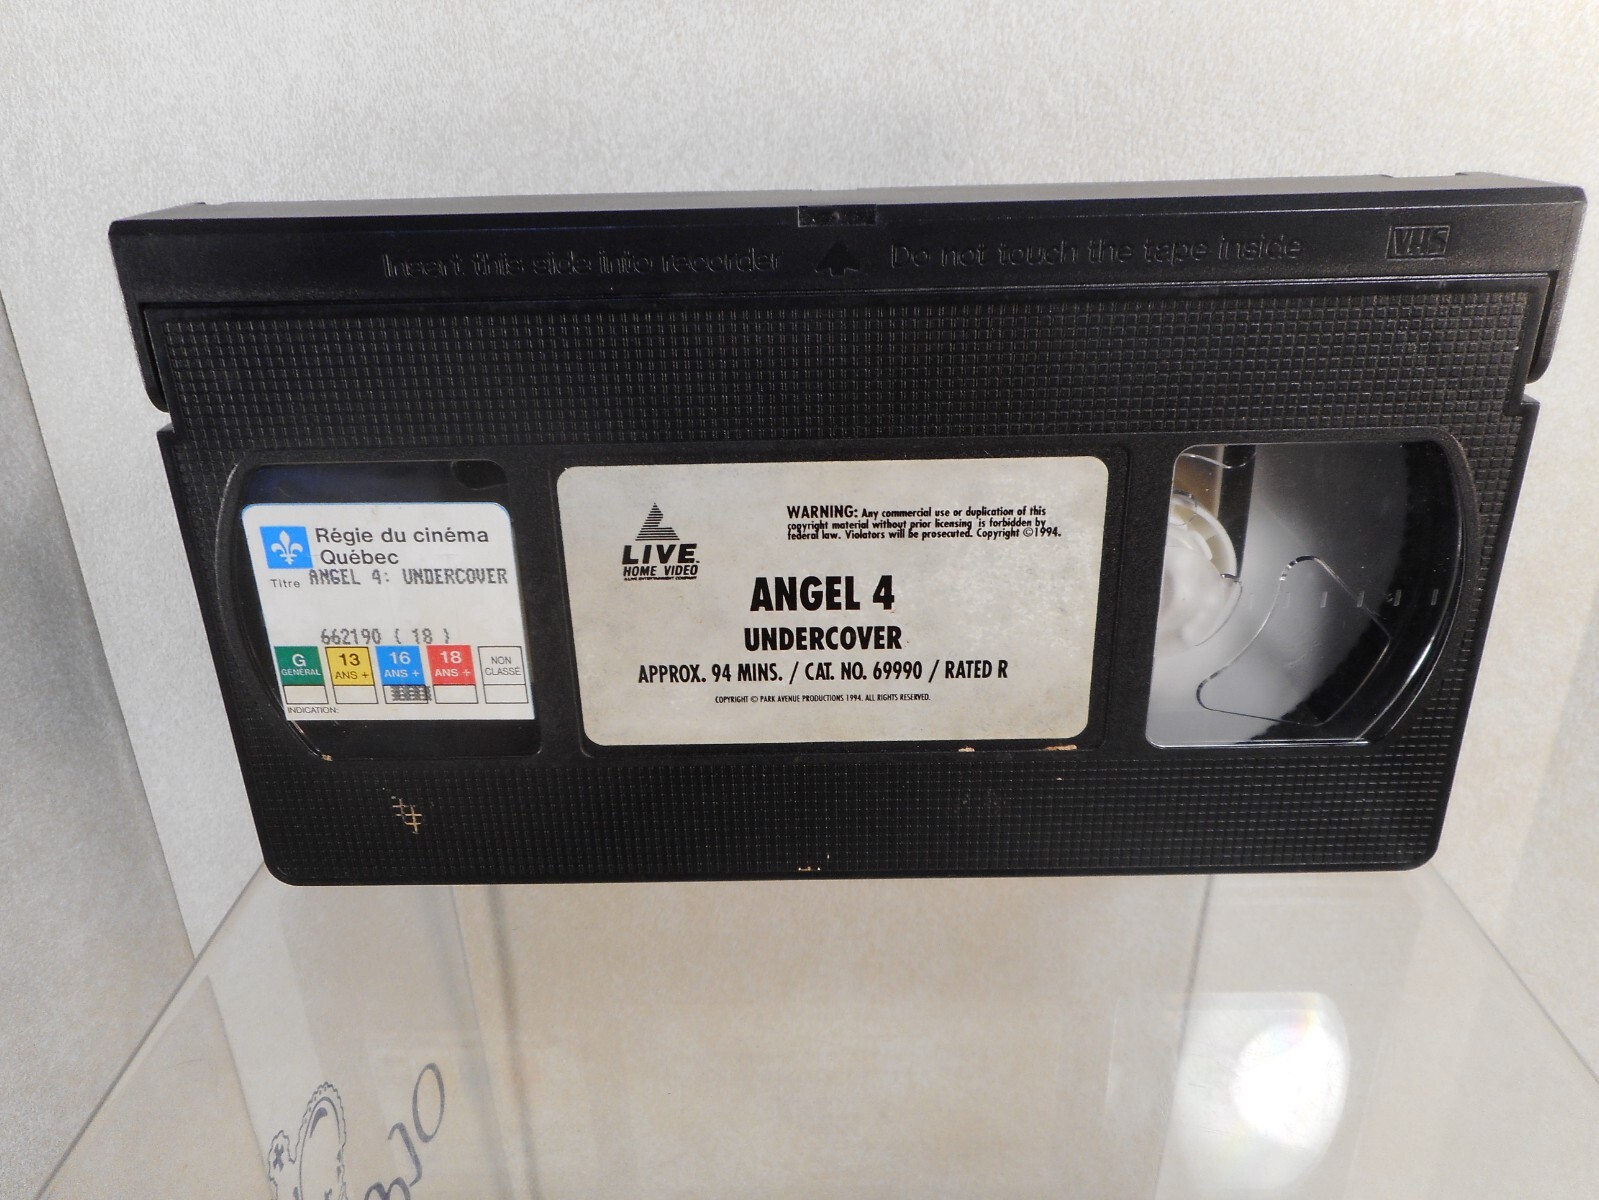 Insert this side into recorder
Do not touch the tape inside
VHS
Régie du cinéma
Québec
Titre ANGEL 4: UNDERCOVER
662190 ( 18 )
G
GÉNÉRAL
13
ANS +
16
ANS +
18
ANS +
NON
CLASSÉ
INDICATION:
LIVE
HOME VIDEO
A LIVE ENTERTAINMENT COMPANY
WARNING: Any commercial use or duplication of this
copyright material without prior licensing is forbidden by
federal law. Violators will be prosecuted. Copyright ©1994.
ANGEL 4
UNDERCOVER
APPROX. 94 MINS. / CAT. NO. 69990 / RATED R
COPYRIGHT © PARK AVENUE PRODUCTIONS 1994. ALL RIGHTS RESERVED.